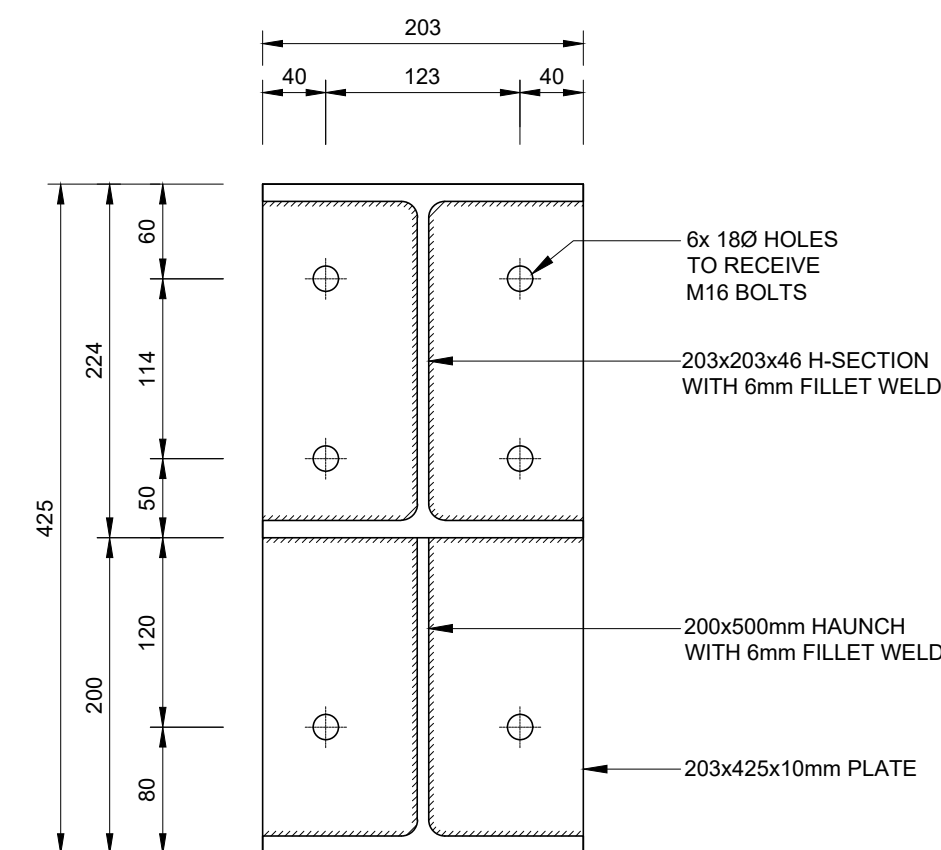 203
40
123
40
60
114
224
50
425
120
200
80
6x 18Ø HOLES
TO RECEIVE
M16 BOLTS
203x203x46 H-SECTION
WITH 6mm FILLET WELD
200x500mm HAUNCH
WITH 6mm FILLET WELD
203x425x10mm PLATE